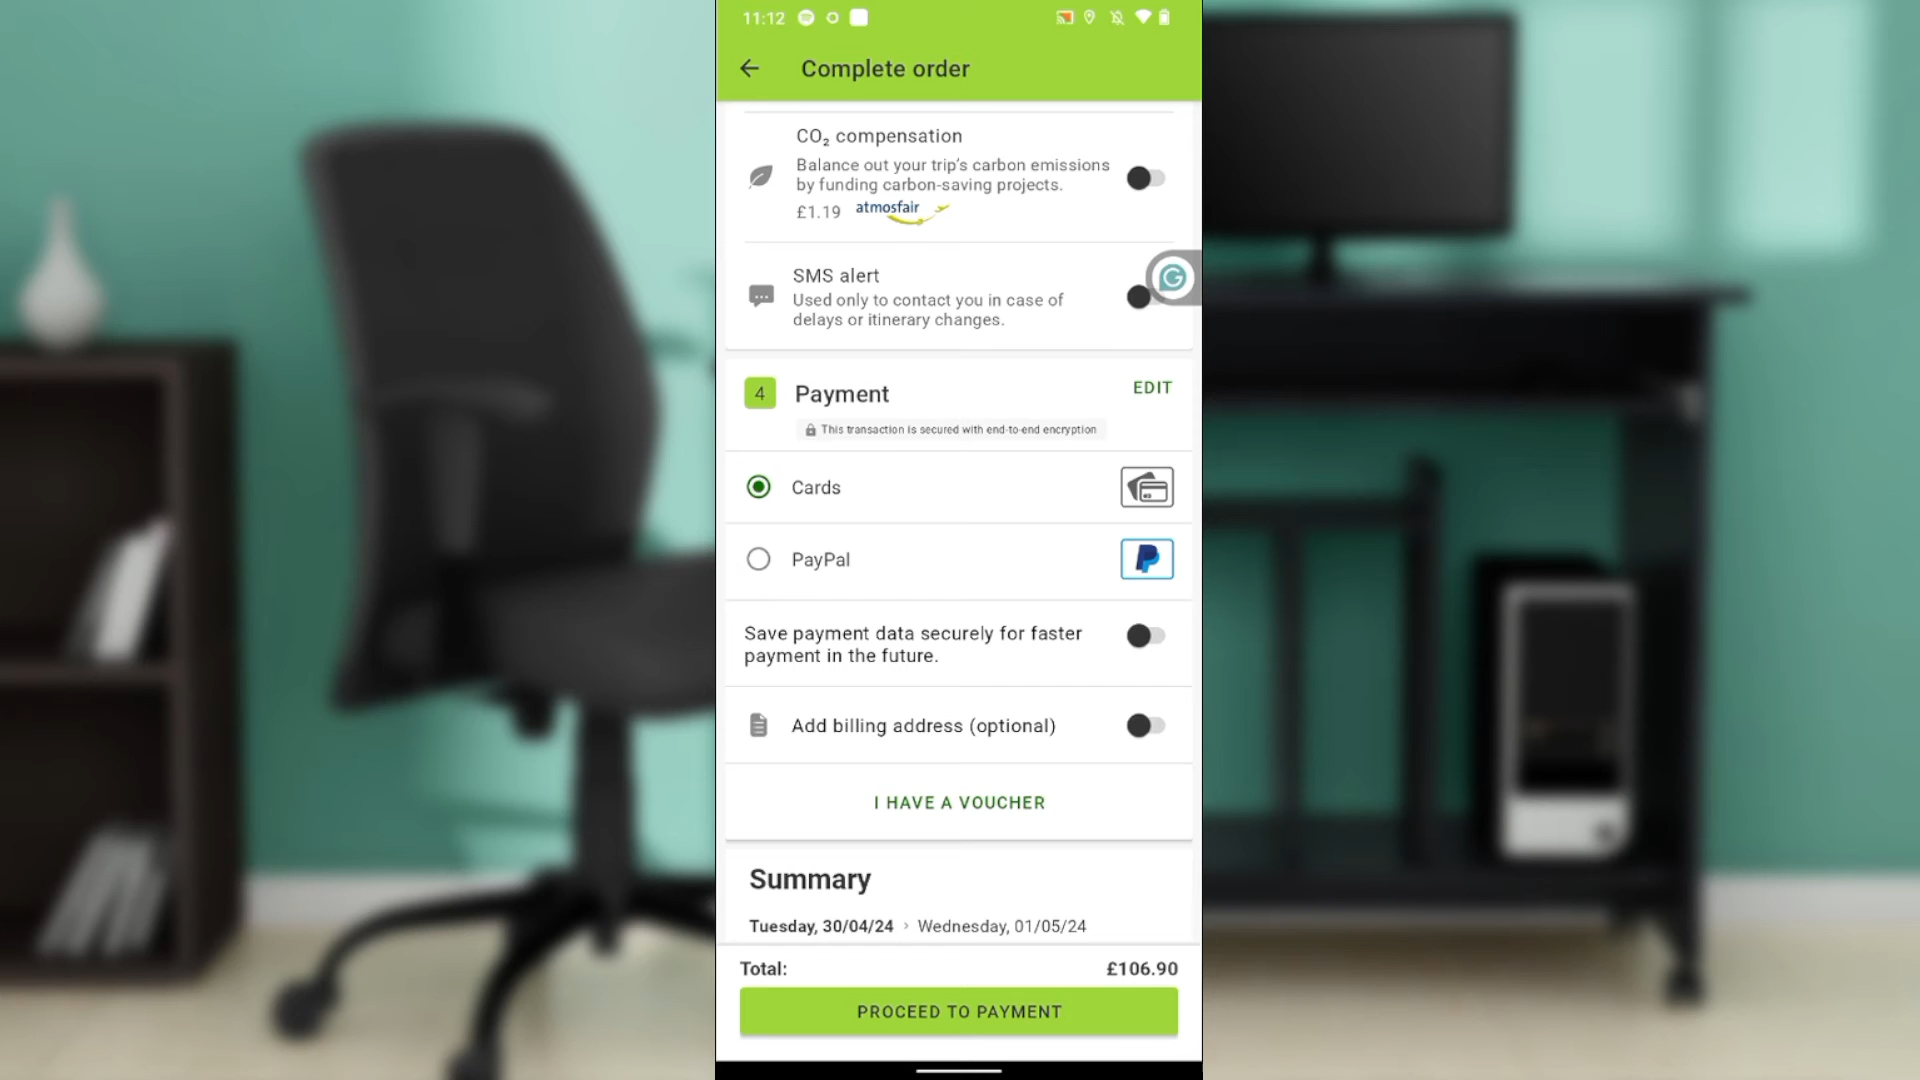 11:12
Complete order
CO₂ compensation
Balance out your trip's carbon emissions
by funding carbon-saving projects.
£1.19 atmosfair
SMS alert
Used only to contact you in case of
delays or itinerary changes.
4 Payment EDIT
This transaction is secured with end-to-end encryption
Cards
PayPal
Save payment data securely for faster
payment in the future.
Add billing address (optional)
I HAVE A VOUCHER
Summary
Tuesday, 30/04/24 › Wednesday, 01/05/24
Total: £106.90
PROCEED TO PAYMENT